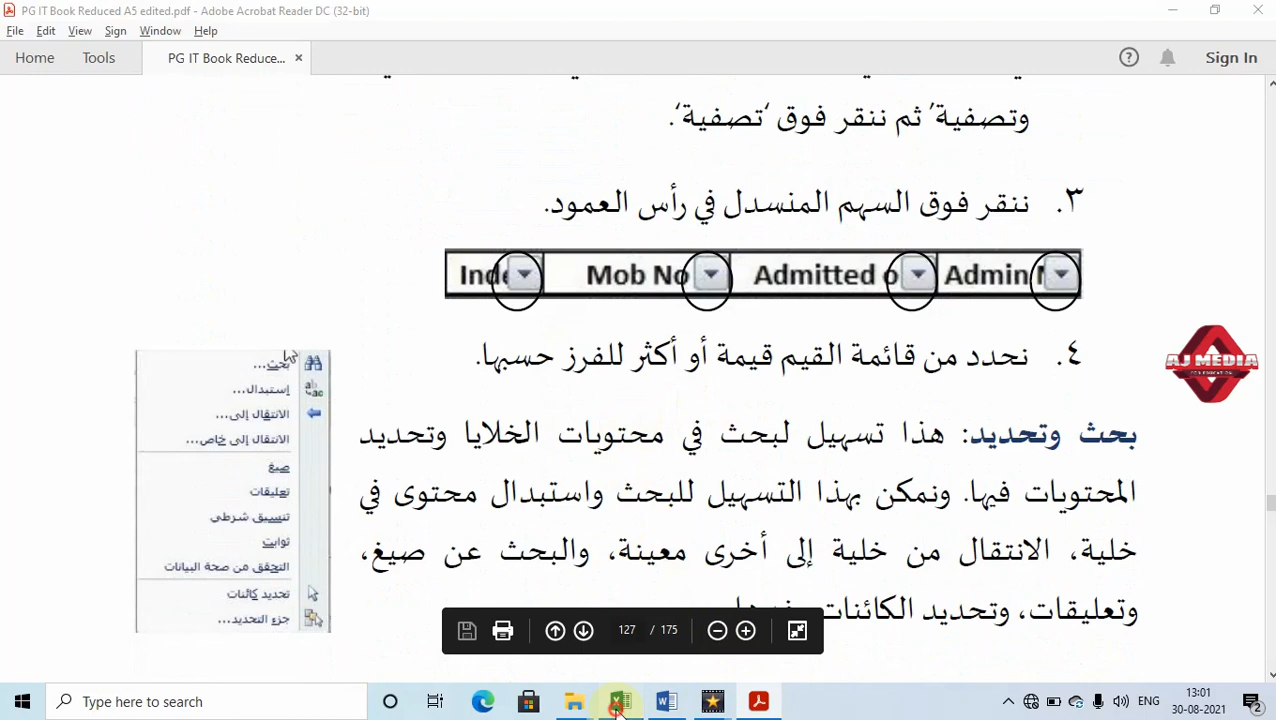 PG IT Book Reduced A5 edited.pdf - Adobe Acrobat Reader DC (32-bit)
File Edit View Sign Window Help
Home Tools PG IT Book Reduce... × Sign In
وتصفية' ثم ننقر فوق 'تصفية'.
٣. ننقر فوق السهم المنسدل في رأس العمود.
Mob No Admitted o Admin
٤. نحدد من قائمة القيم قيمة أو أكثر للفرز حسبها.
بحث وتحديد: هذا تسهيل لبحث في محتويات الخلايا وتحديد
المحتويات فيها. ونمكن بهذا التسهيل للبحث واستبدال محتوى في
خلية، الانتقال من خلية إلى أخرى معينة، والبحث عن صيغ،
وتعليقات، وتحديد الكائنات
بحث...
إستبدال...
الانتقال إلى...
الانتقال إلى خاص...
صيغ
تعليقات
تنسيق شرطي
ثوابت
التحقق من صحة البيانات
تحديد كائنات
جزء التحديد...
AJ MEDIA
FOR EDUCATION
127 / 175
Type here to search
ENG
13:01
30-08-2021
2